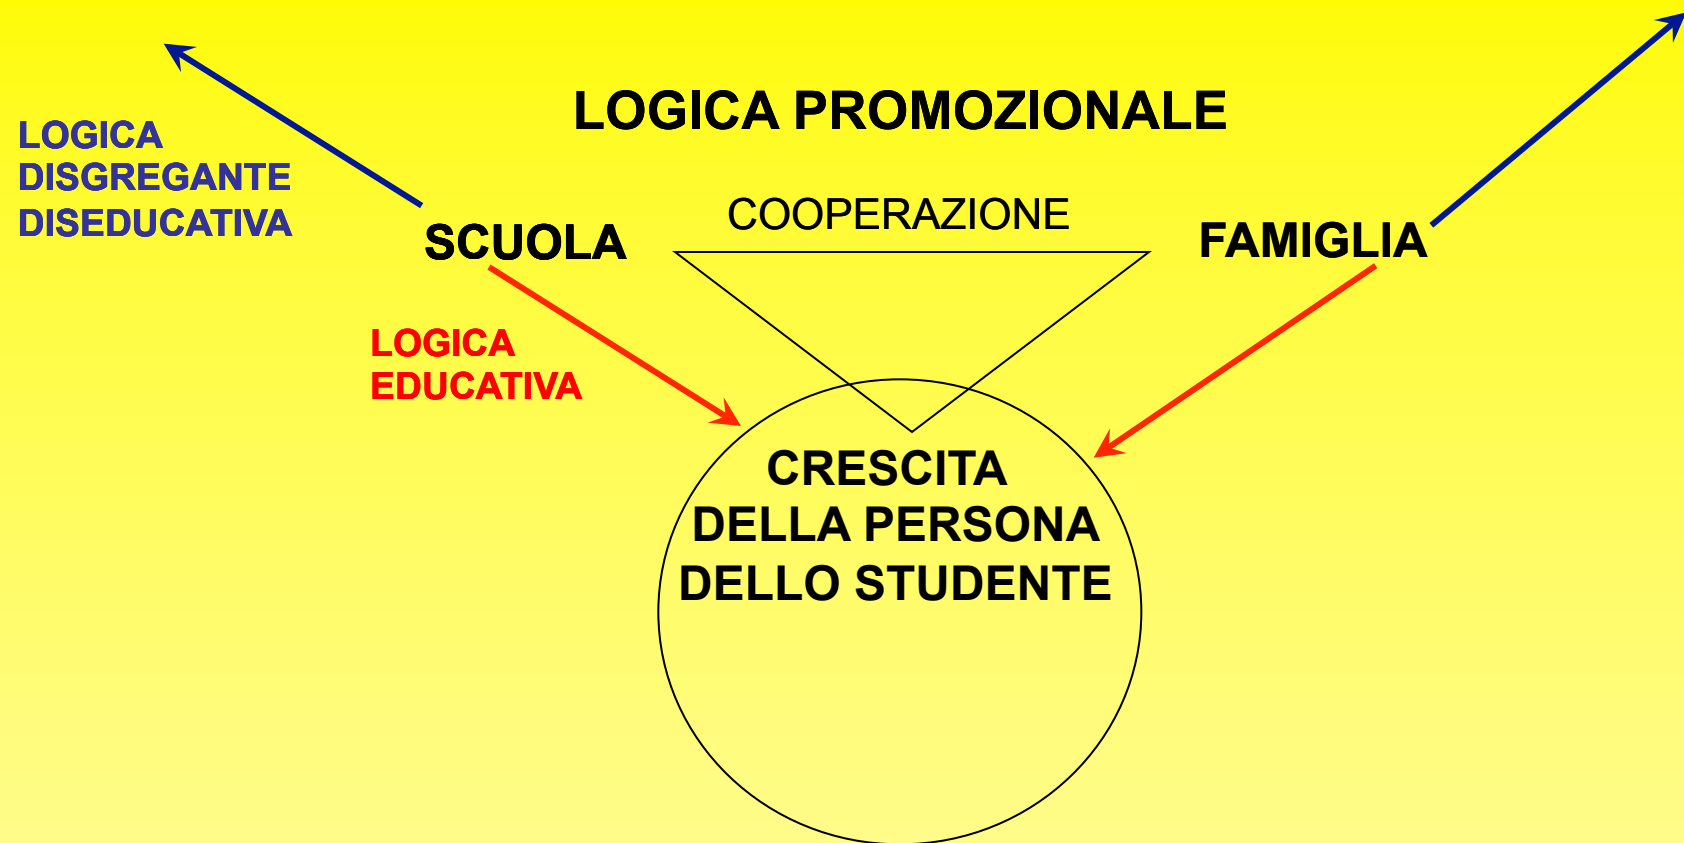 LOGICA PROMOZIONALE
LOGICA
DISGREGANTE
DISEDUCATIVA
COOPERAZIONE
SCUOLA
FAMIGLIA
LOGICA
EDUCATIVA
CRESCITA
DELLA PERSONA
DELLO STUDENTE